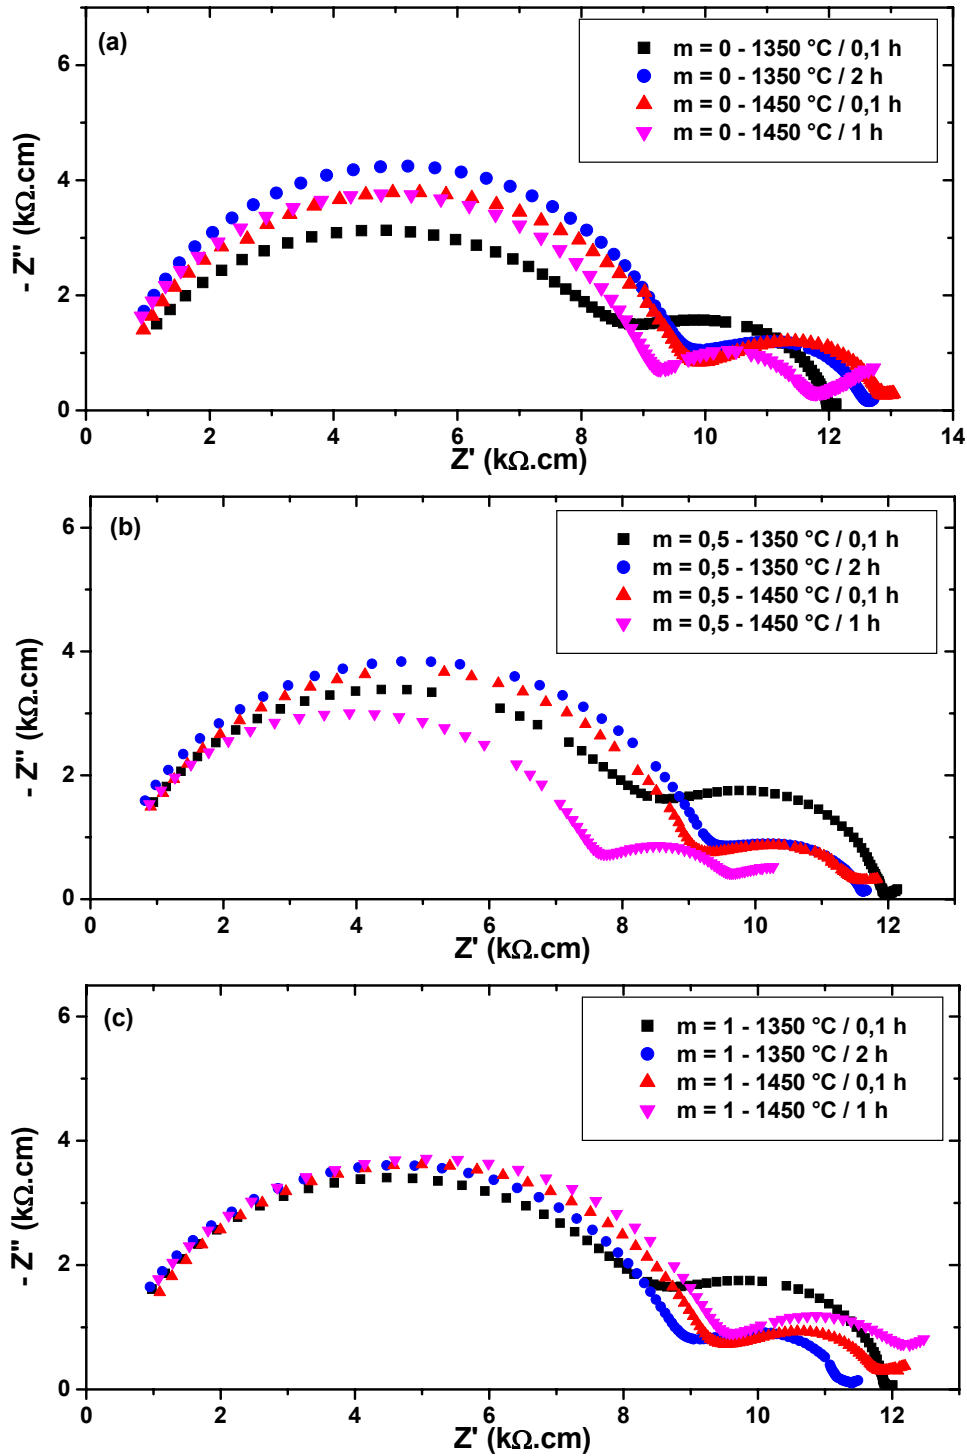 (a)
m = 0 - 1350 °C / 0,1 h
m = 0 - 1350 °C / 2 h
m = 0 - 1450 °C / 0,1 h
m = 0 - 1450 °C / 1 h
6
4
2
0
- Z'' (kΩ.cm)
0 2 4 6 8 10 12 14
Z' (kΩ.cm)
(b)
m = 0,5 - 1350 °C / 0,1 h
m = 0,5 - 1350 °C / 2 h
m = 0,5 - 1450 °C / 0,1 h
m = 0,5 - 1450 °C / 1 h
6
4
2
0
- Z'' (kΩ.cm)
0 2 4 6 8 10 12
Z' (kΩ.cm)
(c)
m = 1 - 1350 °C / 0,1 h
m = 1 - 1350 °C / 2 h
m = 1 - 1450 °C / 0,1 h
m = 1 - 1450 °C / 1 h
6
4
2
0
- Z'' (kΩ.cm)
0 2 4 6 8 10 12
Z' (kΩ.cm)